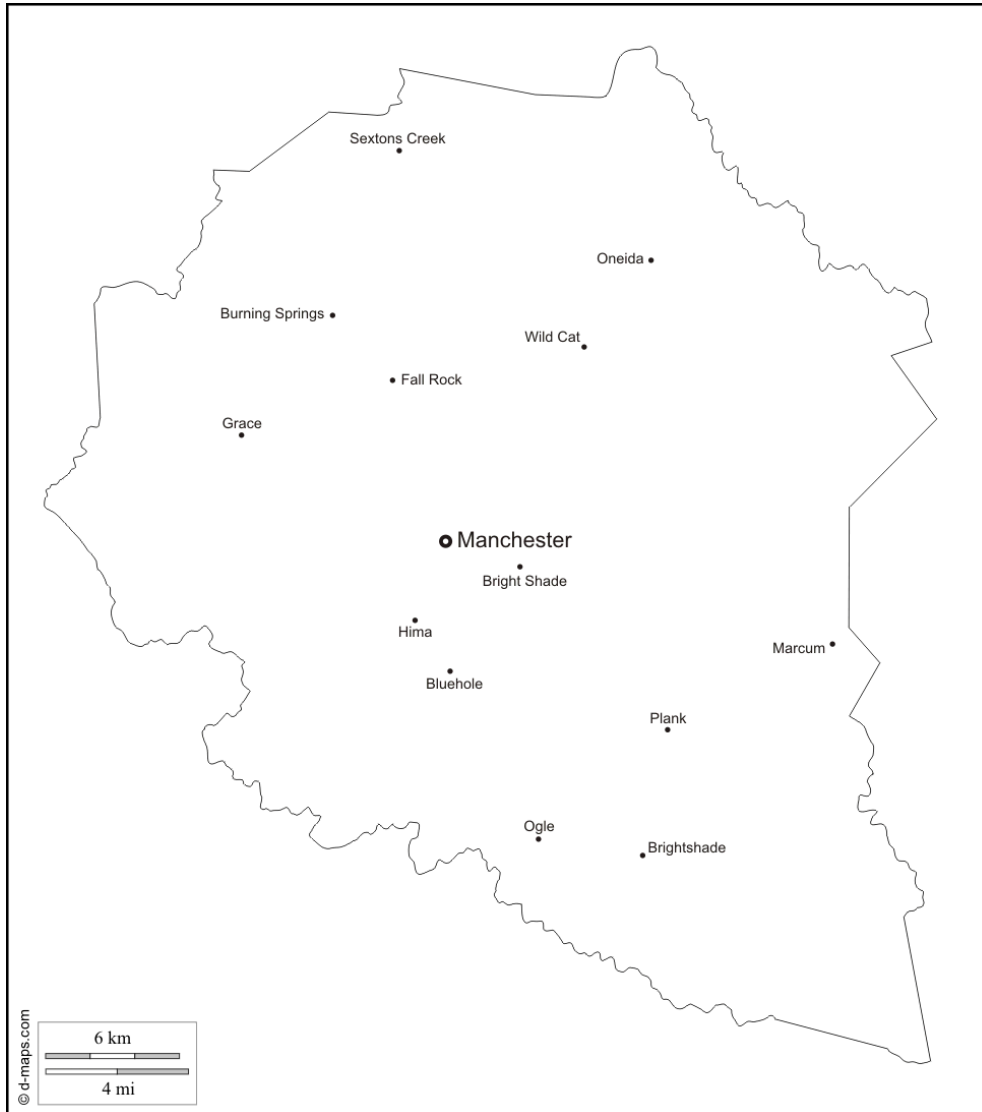 Sextons Creek
Oneida
Burning Springs
Wild Cat
Fall Rock
Grace
Manchester
Bright Shade
Hima
Marcum
Bluehole
Plank
Ogle
Brightshade
© d-maps.com
6 km
4 mi